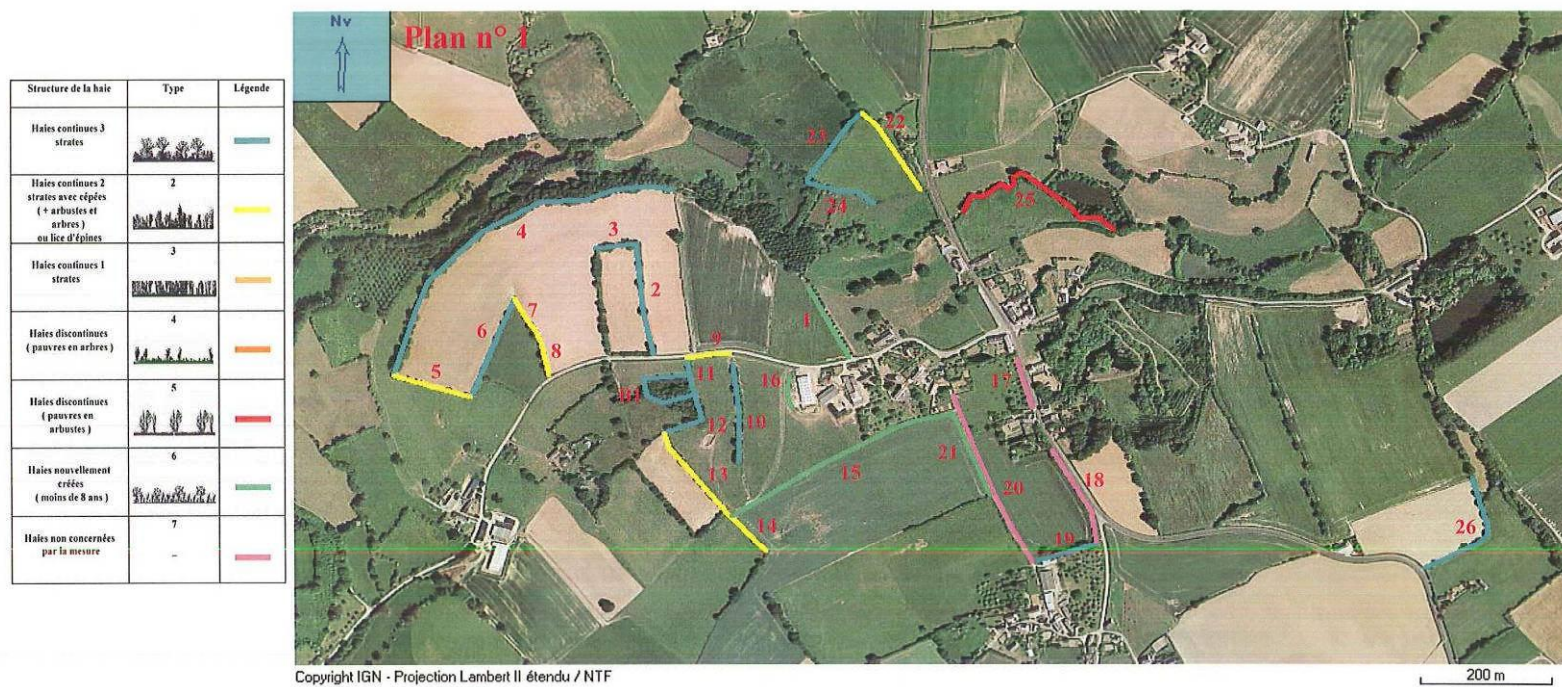 Nv
Plan n° 1
Structure de la haie Type Légende
Haies continues 3
strates
2
Haies continues 2
strates avec cépées
( + arbustes et
arbres )
ou lice d'épines
3
Haies continues 1
strates
4
Haies discontinues
( pauvres en arbres )
5
Haies discontinues
( pauvres en
arbustes )
6
Haies nouvellement
créées
( moins de 8 ans )
7
Haies non concernées
par la mesure
–
22
23
24
25
4
3
2
1
7
6
8
5
9
11
16
17
B1
10
12
13
15
21
20
18
14
19
26
Copyright IGN - Projection Lambert II étendu / NTF
200 m